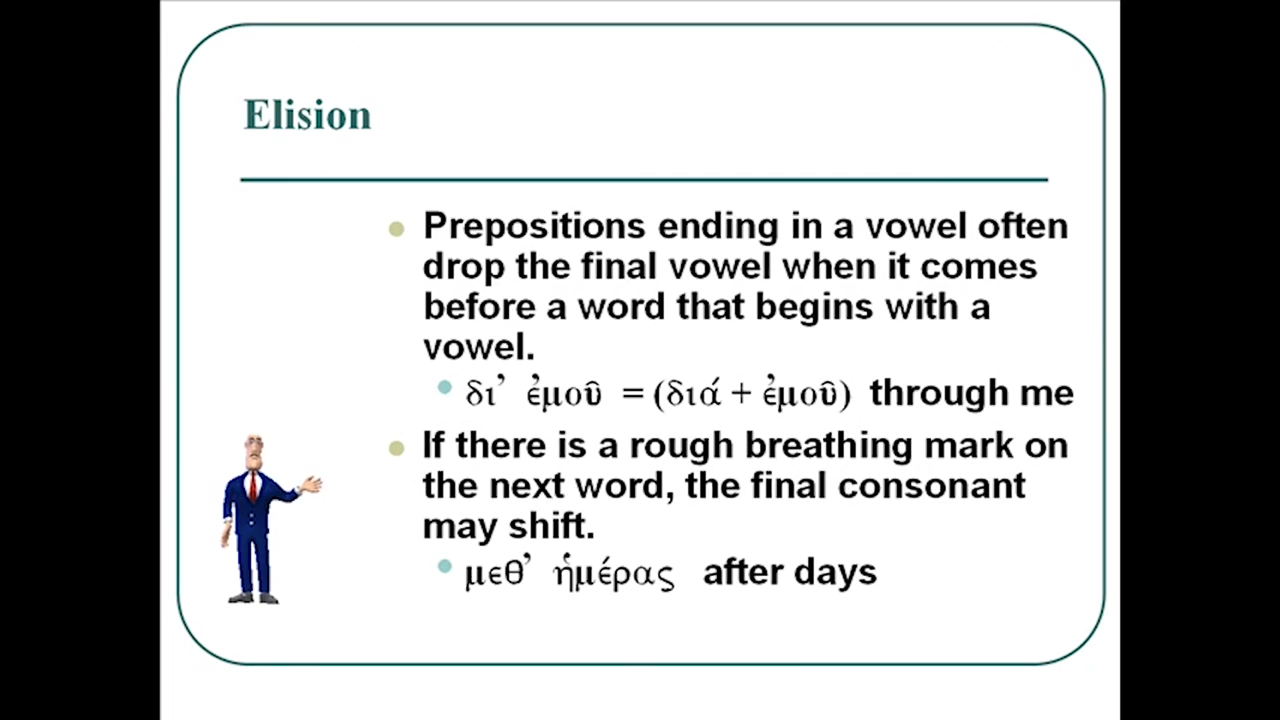 Elision
Prepositions ending in a vowel often
drop the final vowel when it comes
before a word that begins with a
vowel.
δι’ ἐμοῦ = (διά + ἐμοῦ) through me
If there is a rough breathing mark on
the next word, the final consonant
may shift.
μεθ’ ἡμέρας after days